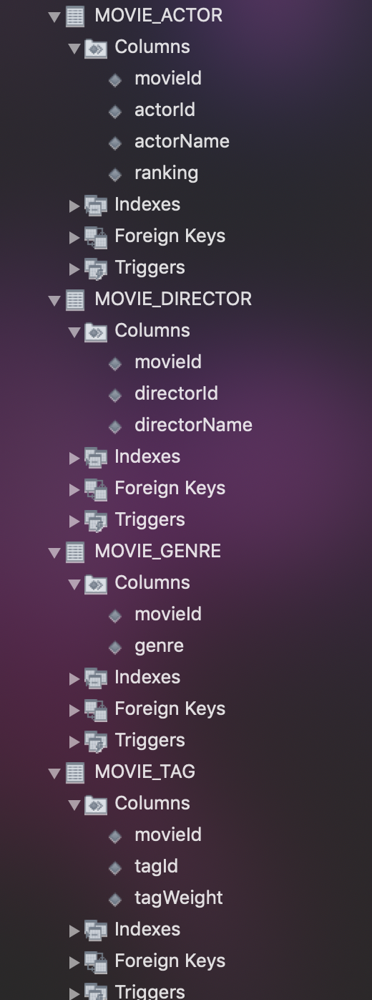 MOVIE_ACTOR
Columns
movieId
actorId
actorName
ranking
Indexes
Foreign Keys
Triggers
MOVIE_DIRECTOR
Columns
movieId
directorId
directorName
Indexes
Foreign Keys
Triggers
MOVIE_GENRE
Columns
movieId
genre
Indexes
Foreign Keys
Triggers
MOVIE_TAG
Columns
movieId
tagId
tagWeight
Indexes
Foreign Keys
Triggers